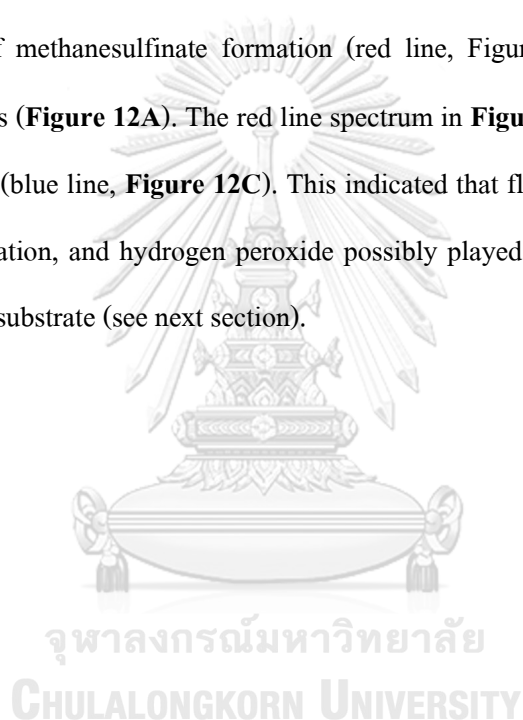 f methanesulfinate formation (red line, Figur
s (Figure 12A). The red line spectrum in Figu
(blue line, Figure 12C). This indicated that fl
ation, and hydrogen peroxide possibly played
substrate (see next section).
จุฬาลงกรณ์มหาวิทยาลัย
CHULALONGKORN UNIVERSITY